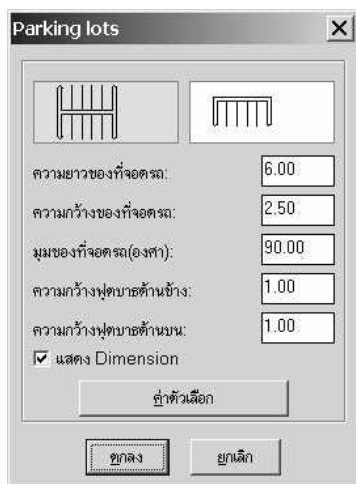 Parking lots
ความยาวของที่จอดรถ: 6.00
ความกว้างของที่จอดรถ: 2.50
มุมของที่จอดรถ(องศา): 90.00
ความกว้างฟุตบาธด้านข้าง: 1.00
ความกว้างฟุตบาธด้านบน: 1.00
แสดง Dimension
ค่าตัวเลือก
ตกลง ยกเลิก